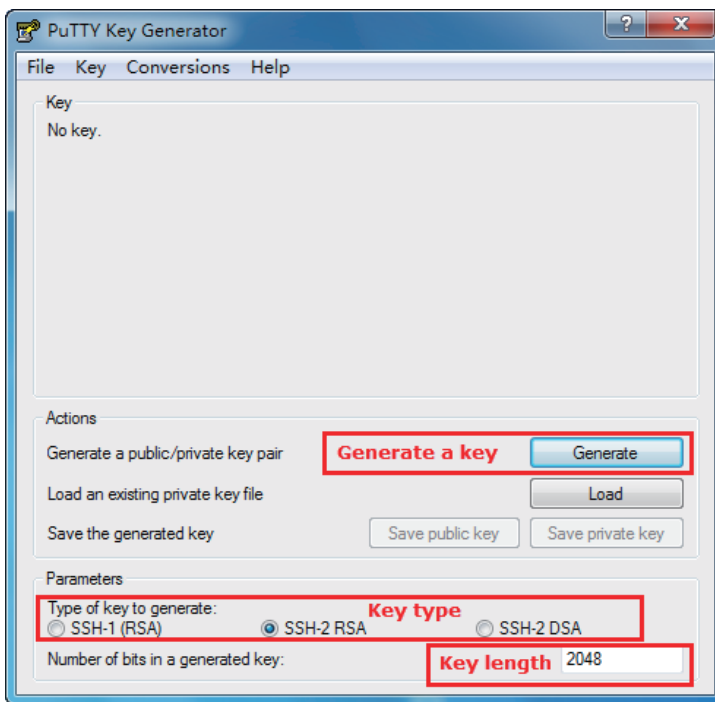 PuTTY Key Generator
?
File Key Conversions Help
Key
No key.
Actions
Generate a public/private key pair Generate a key Generate
Load an existing private key file Load
Save the generated key Save public key Save private key
Parameters
Type of key to generate: Key type
SSH-1 (RSA) SSH-2 RSA SSH-2 DSA
Number of bits in a generated key: Key length 2048